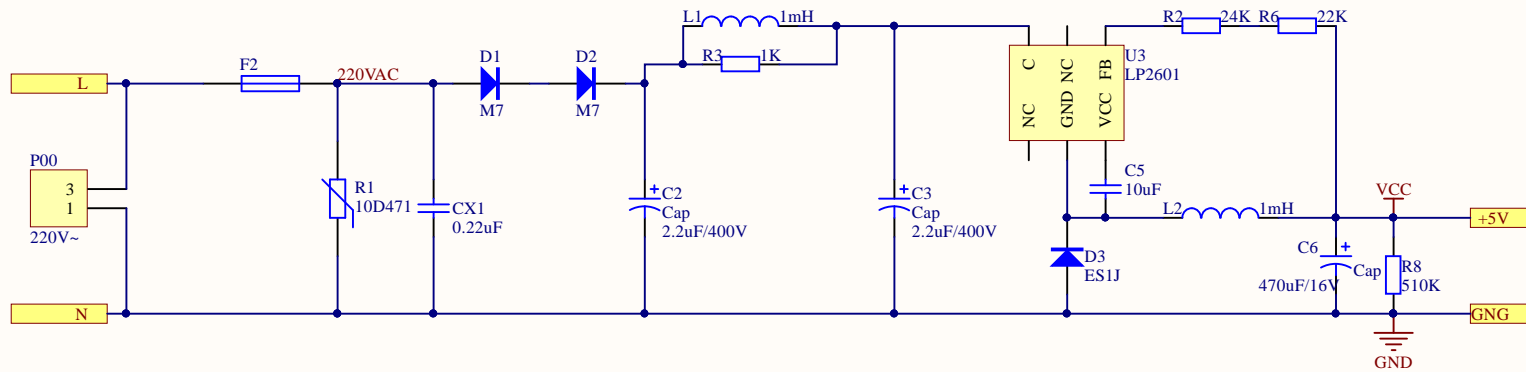 L
F2
220VAC
P00
3
1
220V~
N
R1
10D471
CX1
0.22uF
D1
M7
D2
M7
C2
Cap
2.2uF/400V
L1
1mH
R3
1K
C3
Cap
2.2uF/400V
C
NC
FB
NC
GND
VCC
U3
LP2601
R2
24K
R6
22K
C5
10uF
L2
1mH
D3
ES1J
C6
Cap
470uF/16V
VCC
R8
510K
+5V
GNG
GND